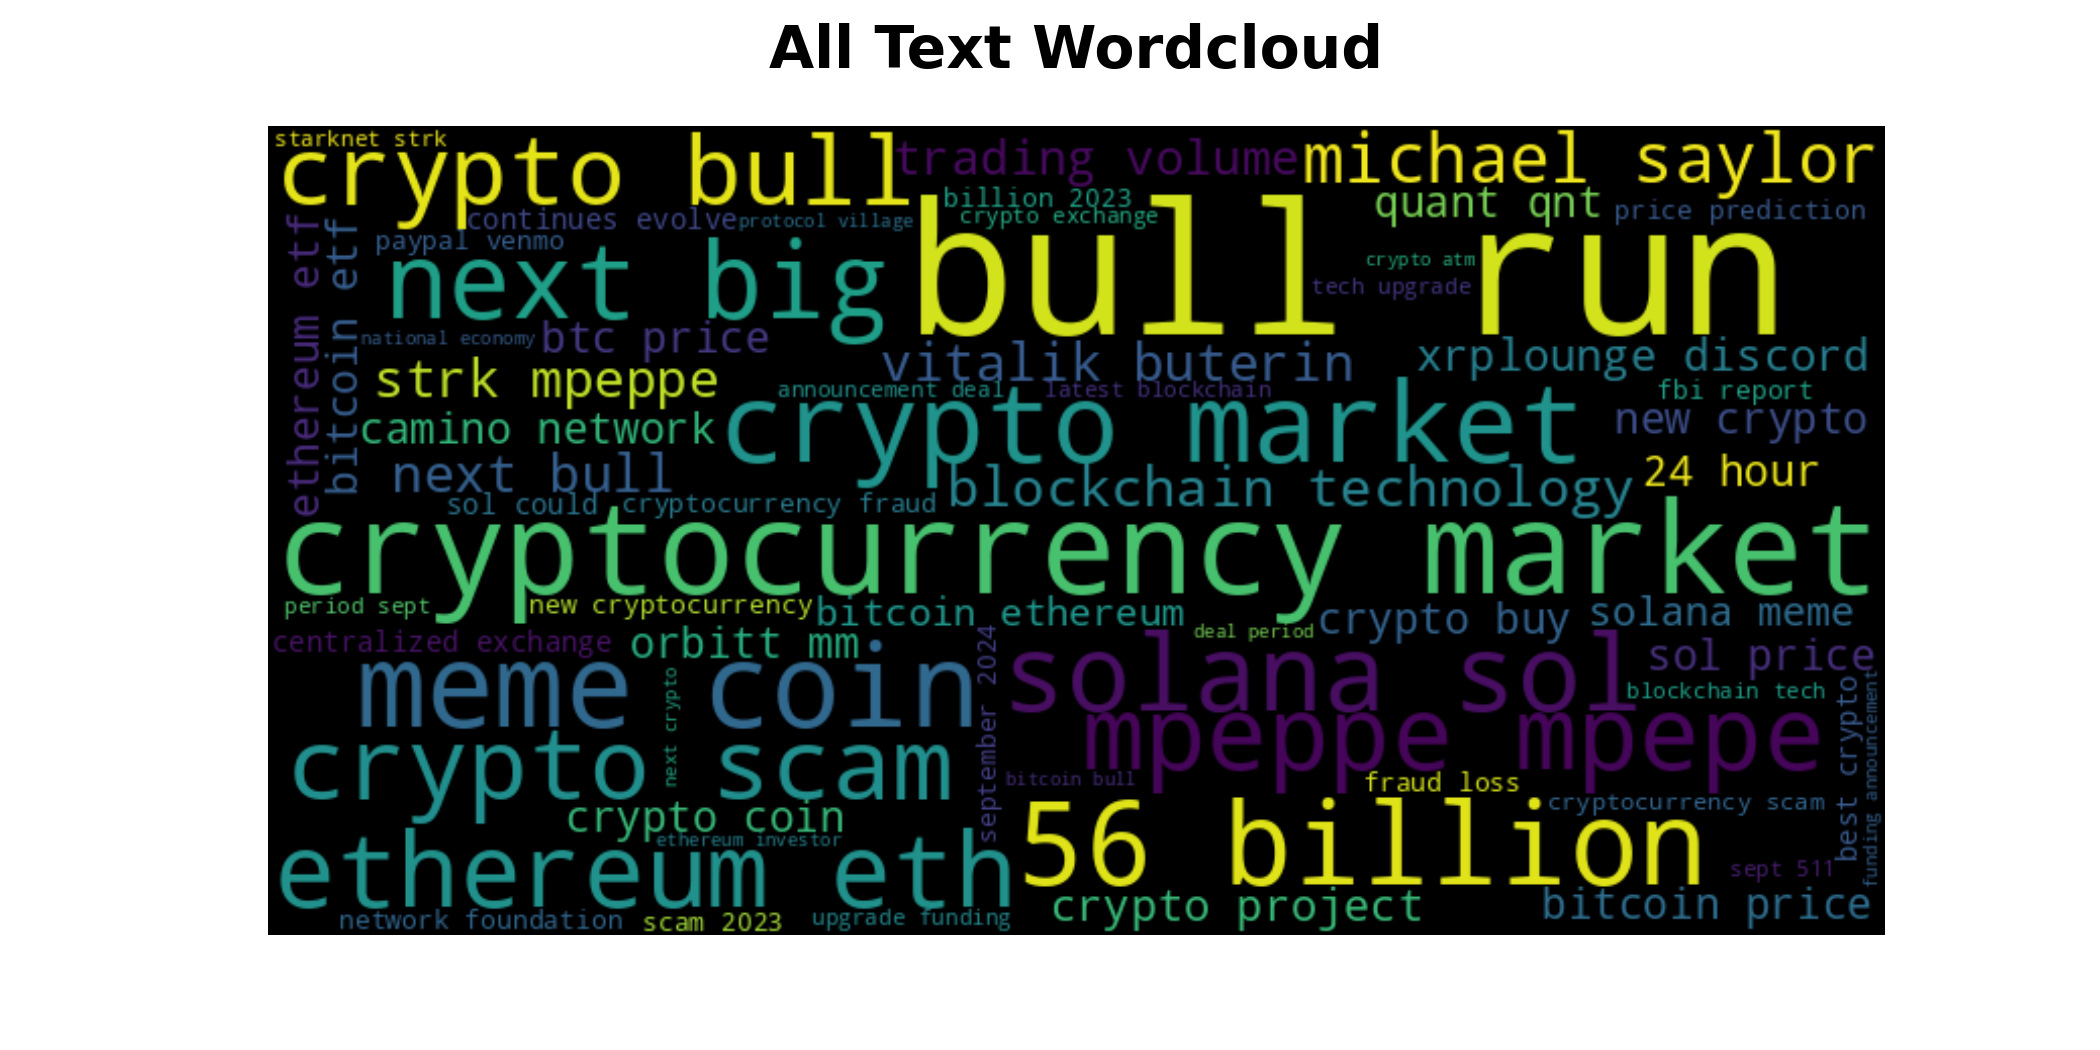 All Text Wordcloud
starknet strk
crypto bull
trading volume
michael saylor
billion 2023
quant qnt
price prediction
continues evolve
protocol village
crypto exchange
paypal venmo
ethereum etf
bitcoin etf
next big
bull run
crypto atm
tech upgrade
national economy
btc price
vitalik buterin
xrplounge discord
strk mpeppe
announcement deal
latest blockchain
fbi report
crypto market
new crypto
camino network
next bull
24 hour
blockchain technology
sol could
cryptocurrency fraud
cryptocurrency market
period sept
new cryptocurrency
bitcoin ethereum
crypto buy
solana meme
centralized exchange
orbitt mm
deal period
september 2024
solana sol
sol price
meme coin
next crypto
blockchain tech
best crypto
funding announcement
mpeppe mpepe
crypto scam
bitcoin bull
fraud loss
cryptocurrency scam
crypto coin
56 billion
ethereum investor
ethereum eth
sept 511
crypto project
bitcoin price
network foundation
scam 2023
upgrade funding